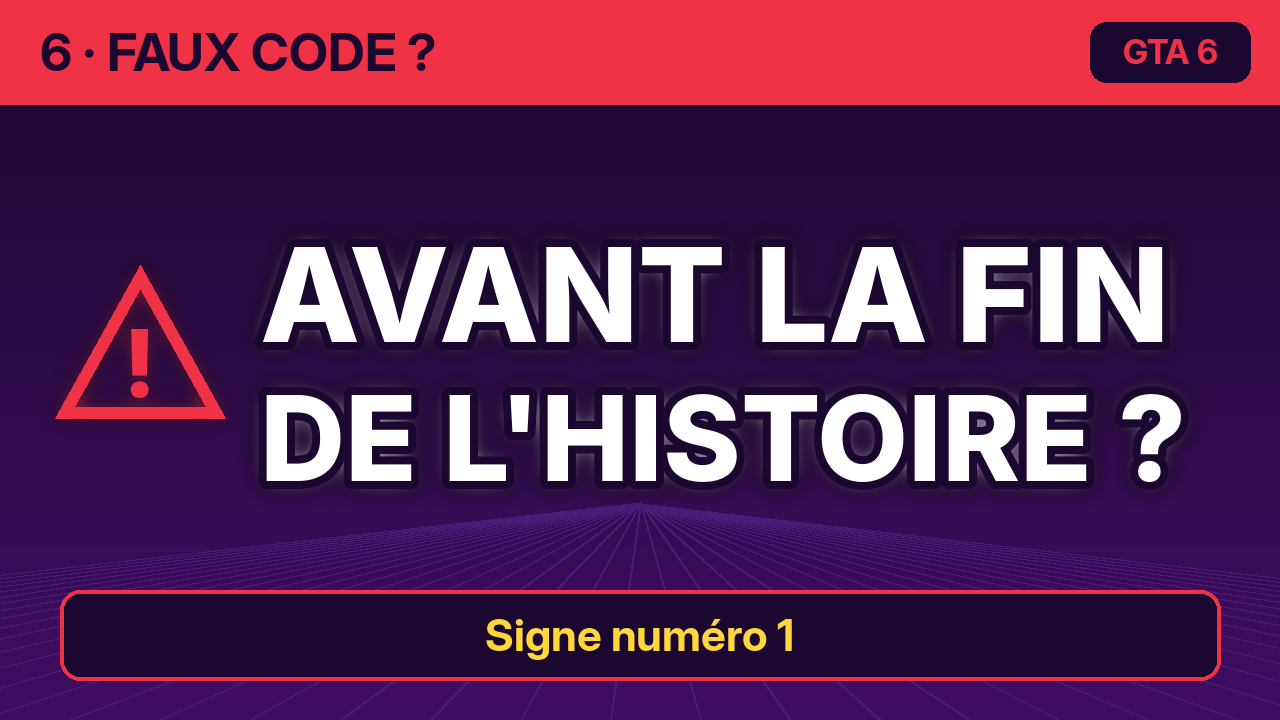 6 · FAUX CODE ?
GTA 6
AVANT LA FIN
DE L'HISTOIRE ?
Signe numéro 1